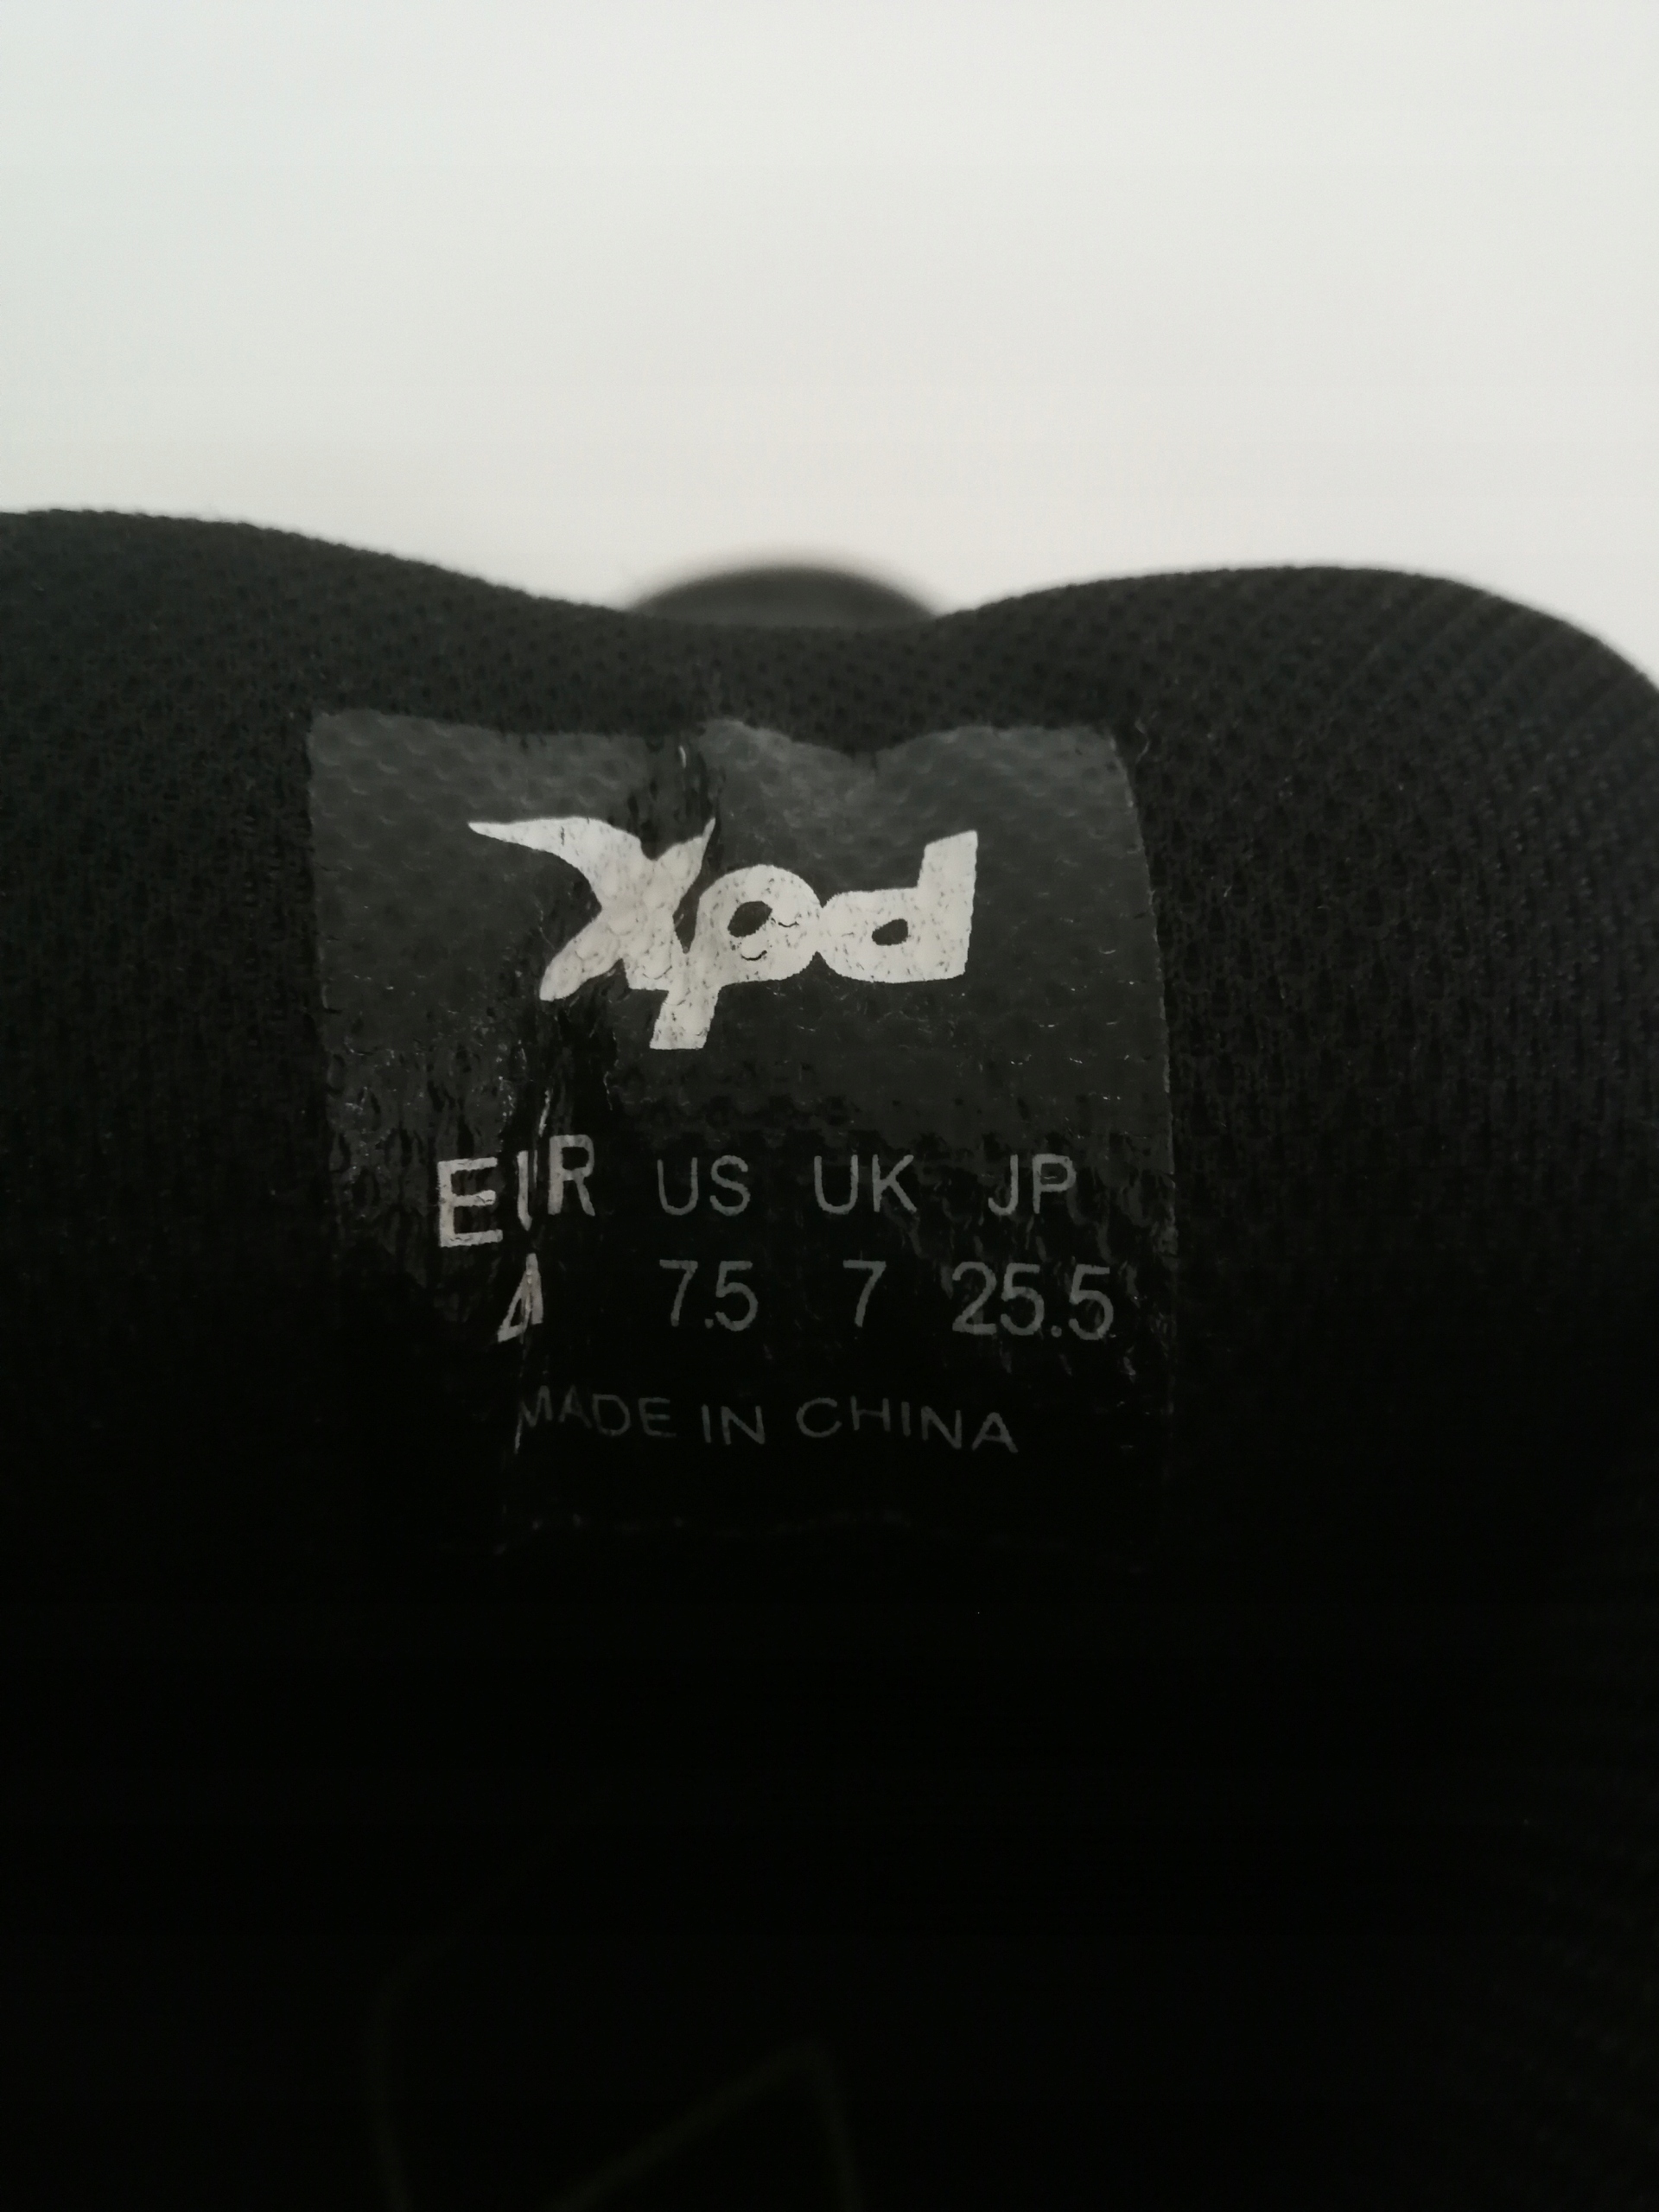 Xpd
EUR US UK JP
7.5 7 25.5
MADE IN CHINA